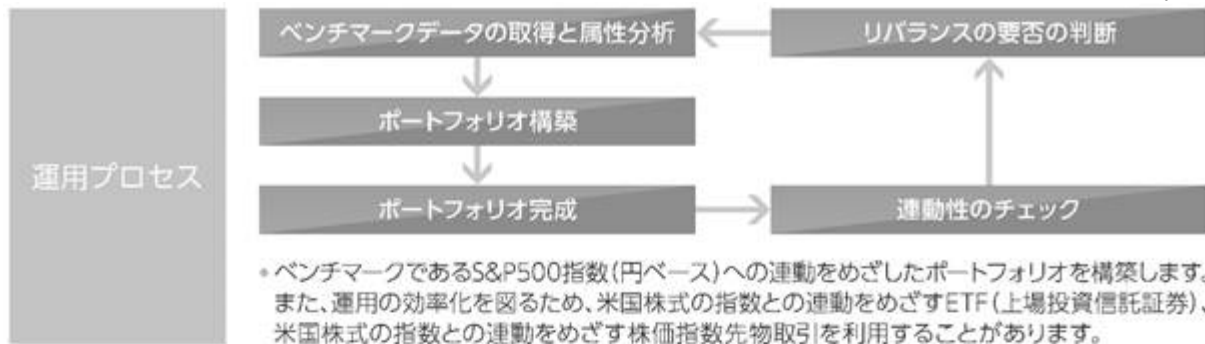 運用プロセス
ベンチマークデータの取得と属性分析
リバランスの要否の判断
ポートフォリオ構築
ポートフォリオ完成
連動性のチェック
•ベンチマークであるS&P500指数(円ベース)への連動をめざしたポートフォリオを構築します。
また、運用の効率化を図るため、米国株式の指数との連動をめざすETF(上場投資信託証券)、
米国株式の指数との連動をめざす株価指数先物取引を利用することがあります。